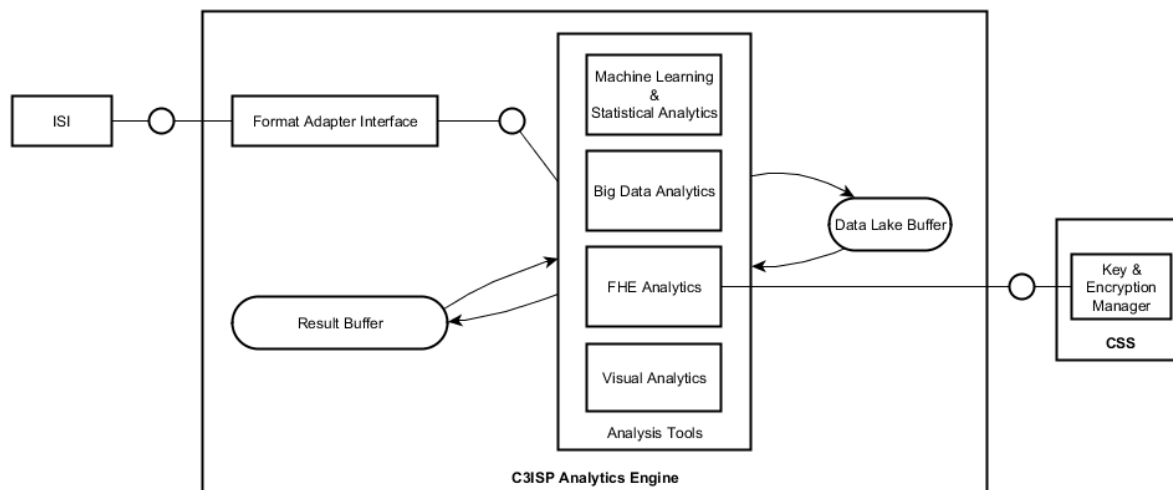 Machine Learning
&
Statistical Analytics
ISI
Format Adapter Interface
Big Data Analytics
Data Lake Buffer
FHE Analytics
Key &
Encryption
Manager
CSS
Result Buffer
Visual Analytics
Analysis Tools
C3ISP Analytics Engine